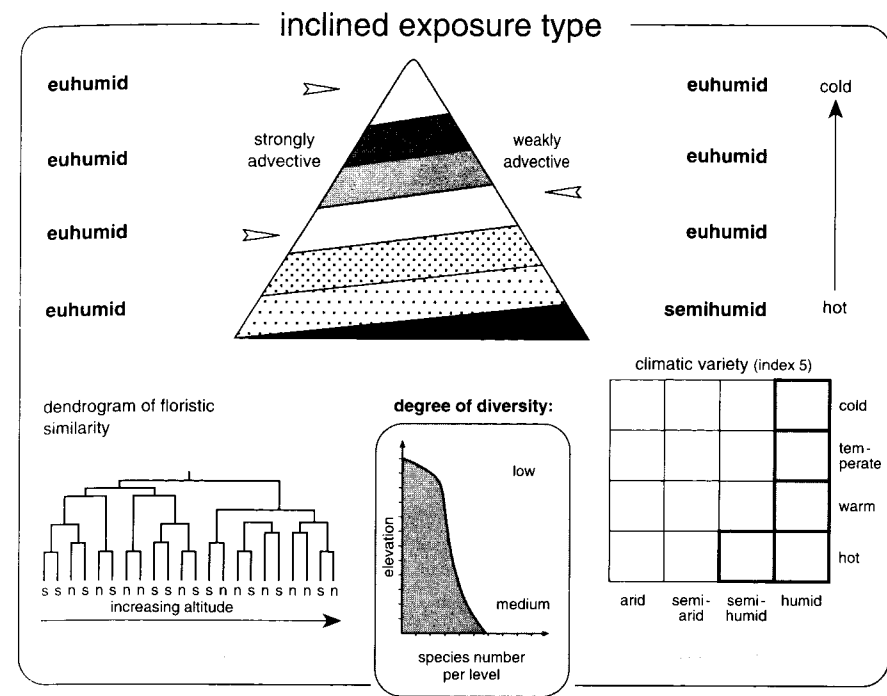 inclined exposure type
euhumid
euhumid
cold
strongly
advective
weakly
advective
euhumid
euhumid
euhumid
euhumid
euhumid
semihumid
hot
climatic variety (index 5)
dendrogram of floristic
similarity
degree of diversity:
cold
tem-
perate
warm
hot
arid
semi-
arid
semi-
humid
humid
low
elevation
medium
species number
per level
s s n s n s n n s n s n s s n n s n s n n s n
increasing altitude